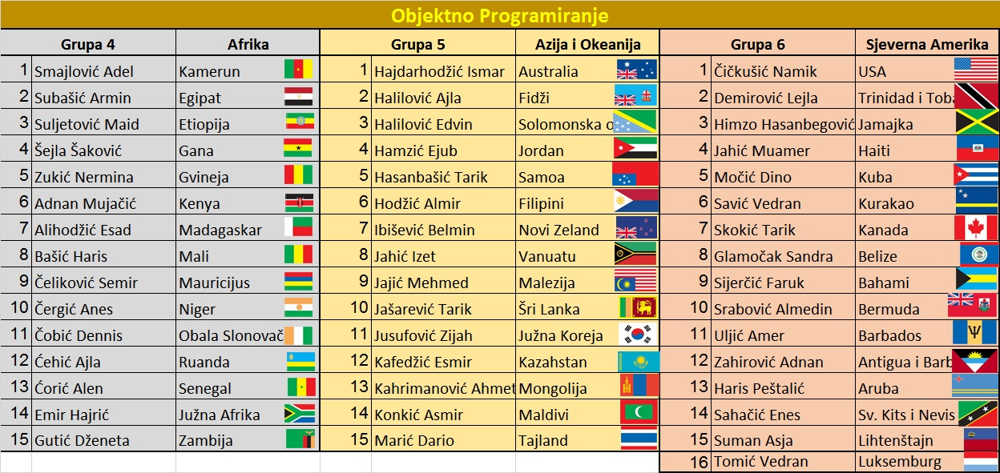 Objektno Programiranje
Grupa 4 Afrika Grupa 5 Azija i Okeanija Grupa 6 Sjeverna Amerika
1 Smajlović Adel Kamerun 1 Hajdarhodžić Ismar Australia 1 Čičkušić Namik USA
2 Subašić Armin Egipat 2 Halilović Ajla Fidži 2 Demirović Lejla Trinidad i Toba
3 Suljetović Maid Etiopija 3 Halilović Edvin Solomonska o 3 Himzo Hasanbegović Jamajka
4 Šejla Šaković Gana 4 Hamzić Ejub Jordan 4 Jahić Muamer Haiti
5 Zukić Nermina Gvineja 5 Hasanbašić Tarik Samoa 5 Močić Dino Kuba
6 Adnan Mujačić Kenya 6 Hodžić Almir Filipini 6 Savić Vedran Kurakao
7 Alihodžić Esad Madagaskar 7 Ibišević Belmin Novi Zeland 7 Skokić Tarik Kanada
8 Bašić Haris Mali 8 Jahić Izet Vanuatu 8 Glamočak Sandra Belize
9 Čeliković Semir Mauricijus 9 Jajić Mehmed Malezija 9 Sijerčić Faruk Bahami
10 Čergić Anes Niger 10 Jašarević Tarik Šri Lanka 10 Srabović Almedin Bermuda
11 Čobić Dennis Obala Slonovač 11 Jusufović Zijah Južna Koreja 11 Uljić Amer Barbados
12 Ćehić Ajla Ruanda 12 Kafedžić Esmir Kazahstan 12 Zahirović Adnan Antigua i Barb
13 Ćorić Alen Senegal 13 Kahrimanović Ahmet Mongolija 13 Haris Peštalić Aruba
14 Emir Hajrić Južna Afrika 14 Konkić Asmir Maldivi 14 Sahačić Enes Sv. Kits i Nevis
15 Gutić Dženeta Zambija 15 Marić Dario Tajland 15 Suman Asja Lihtenštajn
16 Tomić Vedran Luksemburg